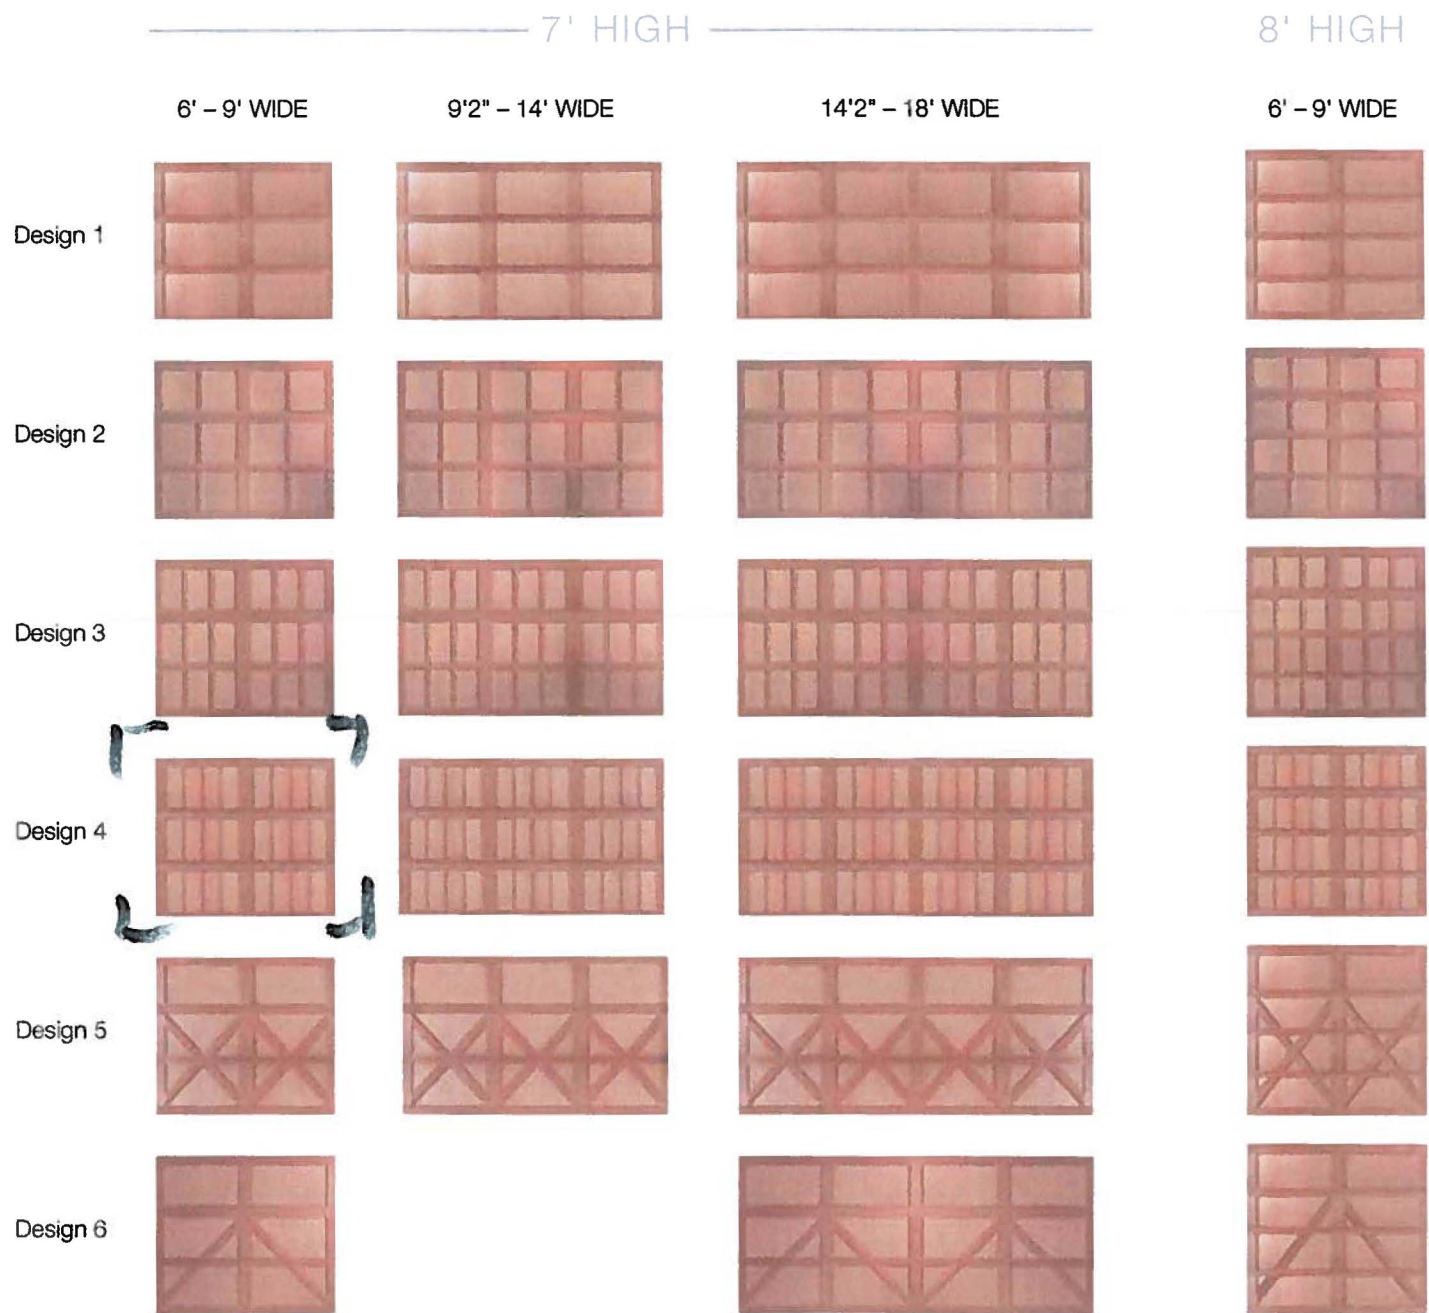 7' HIGH 8' HIGH
6' – 9' WIDE 9'2" – 14' WIDE 14'2" – 18' WIDE 6' – 9' WIDE
Design 1
Design 2
Design 3
Design 4
Design 5
Design 6